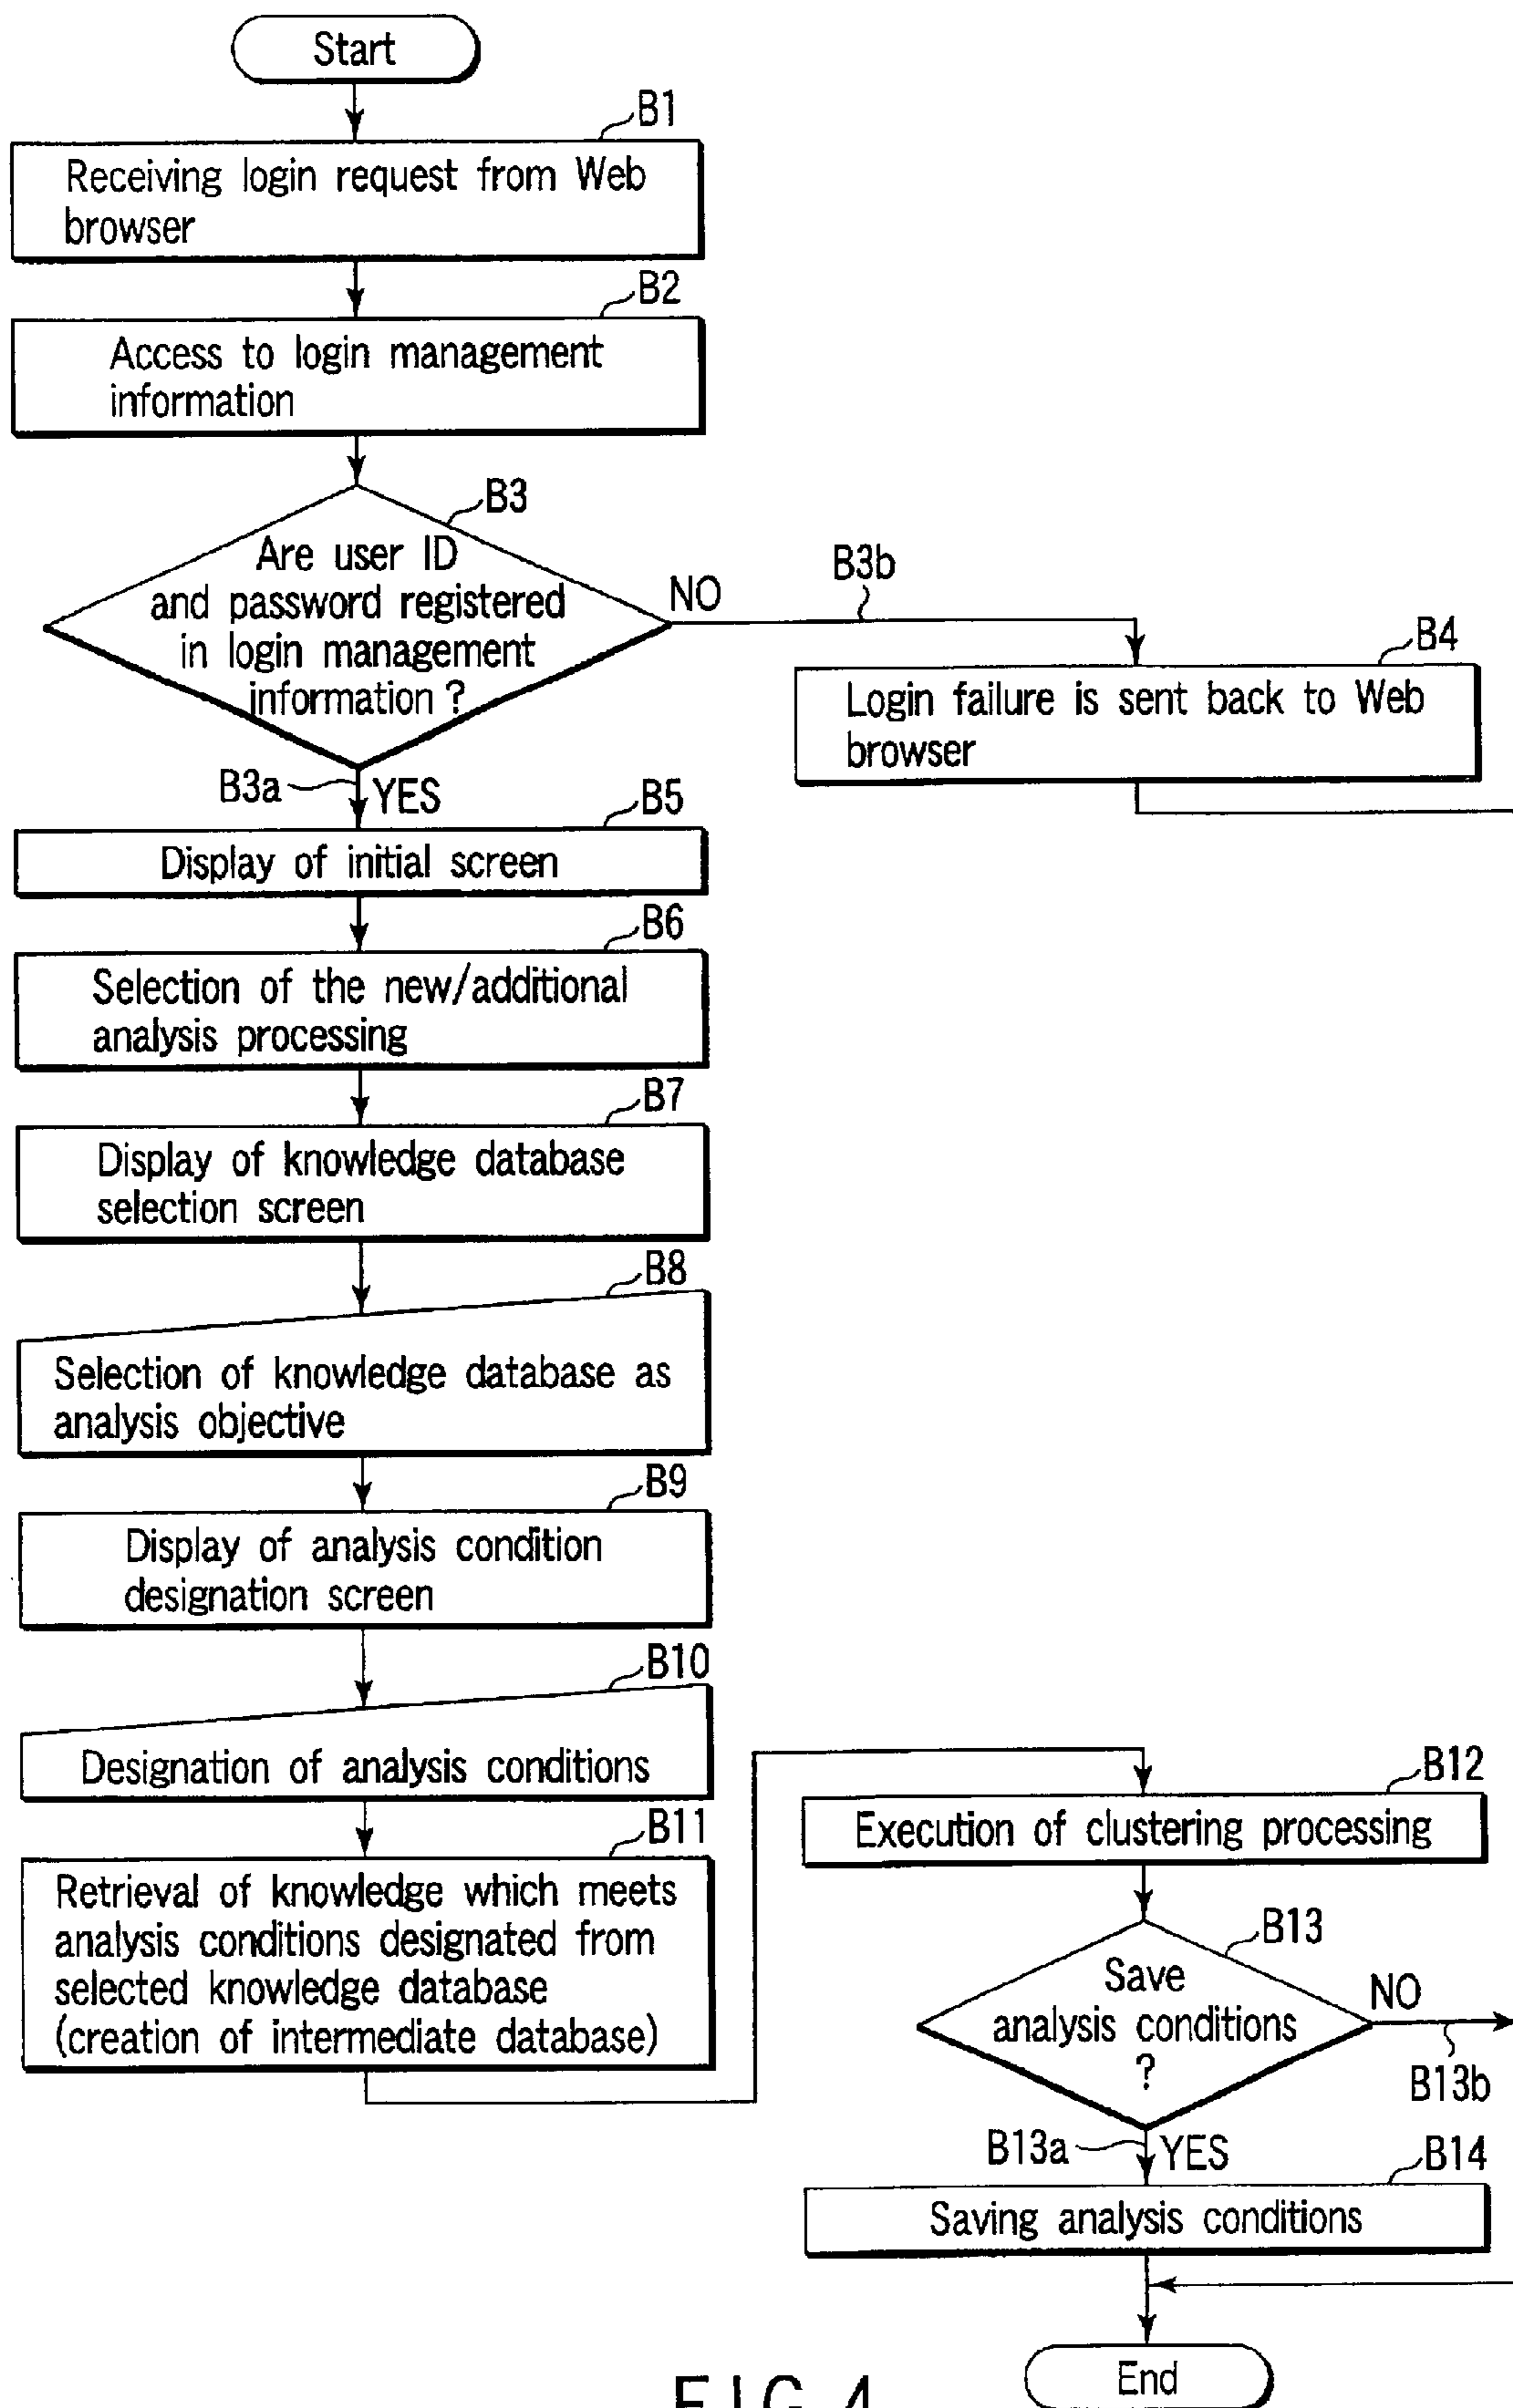 Start
B1
Receiving login request from Web
browser
B2
Access to login management
information
B3
Are user ID
and password registered
in login management
information ?
NO
B3b
B4
Login failure is sent back to Web
browser
B3a
YES
B5
Display of initial screen
B6
Selection of the new/additional
analysis processing
B7
Display of knowledge database
selection screen
B8
Selection of knowledge database as
analysis objective
B9
Display of analysis condition
designation screen
B10
Designation of analysis conditions
B11
Retrieval of knowledge which meets
analysis conditions designated from
selected knowledge database
(creation of intermediate database)
B12
Execution of clustering processing
B13
Save
analysis conditions
?
NO
B13b
B13a
YES
B14
Saving analysis conditions
End
FIG. 4